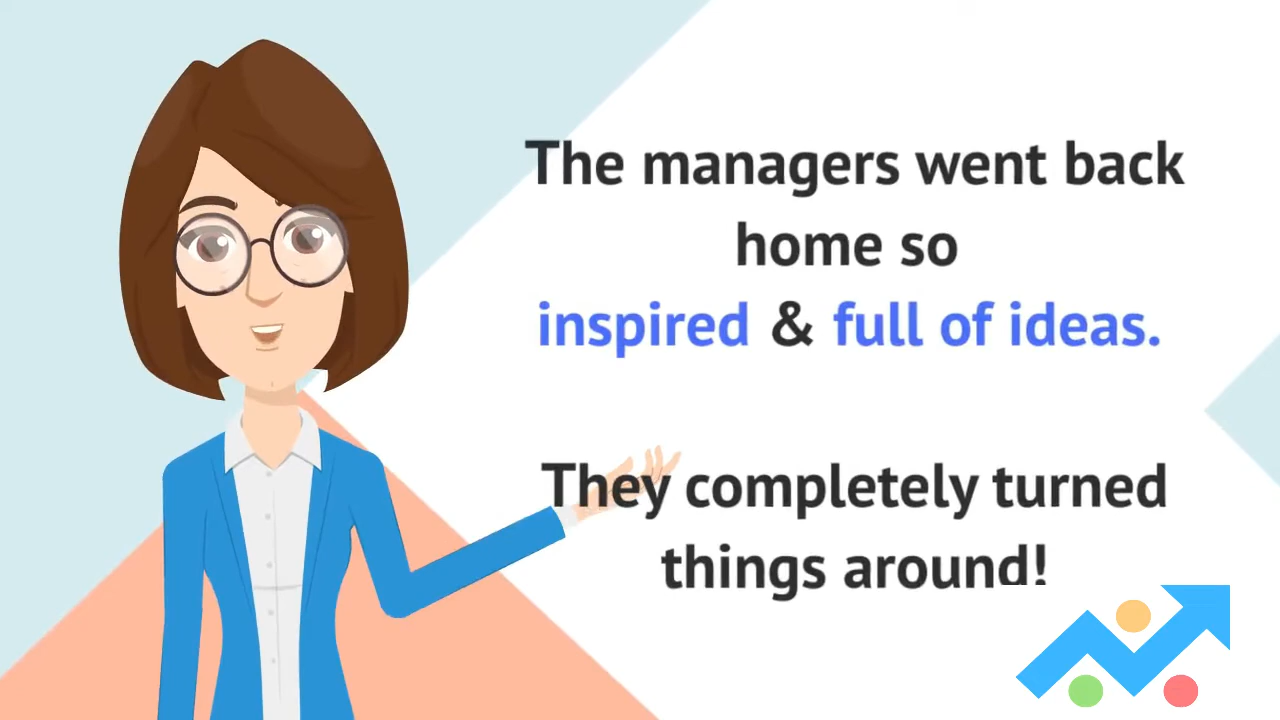 The managers went back
home so
inspired & full of ideas.
They completely turned
things around!